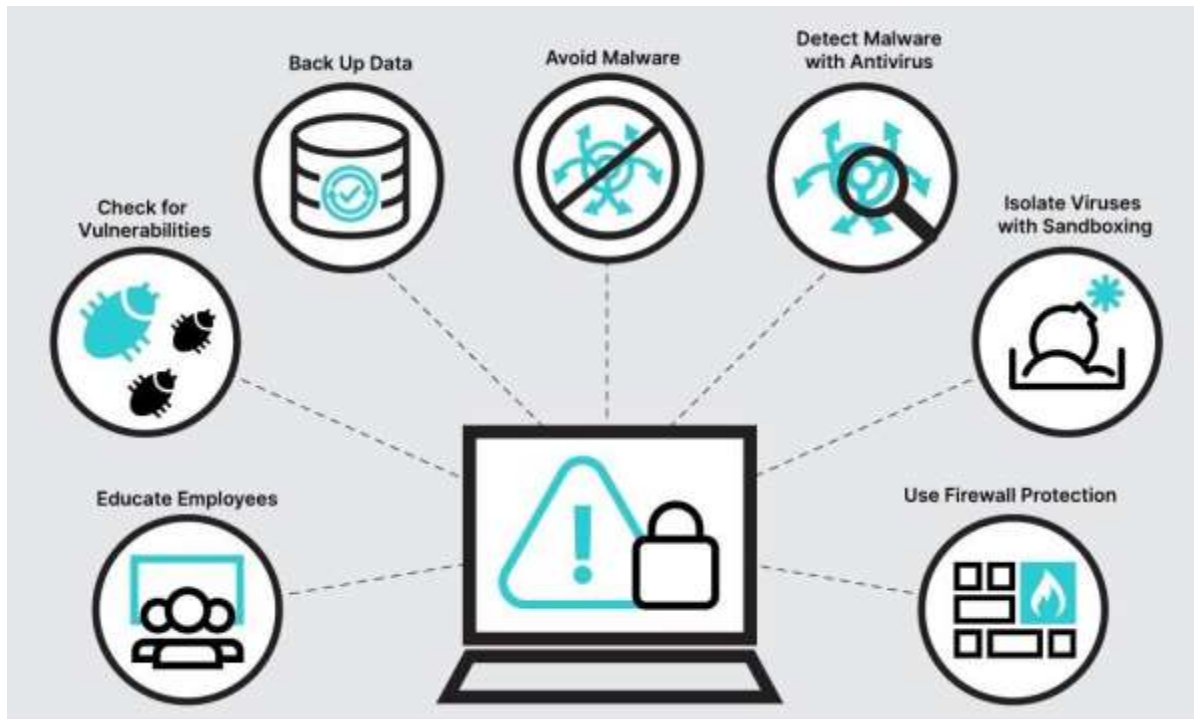 Back Up Data
Avoid Malware
Detect Malware
with Antivirus
Check for
Vulnerabilities
Isolate Viruses
with Sandboxing
Educate Employees
Use Firewall Protection